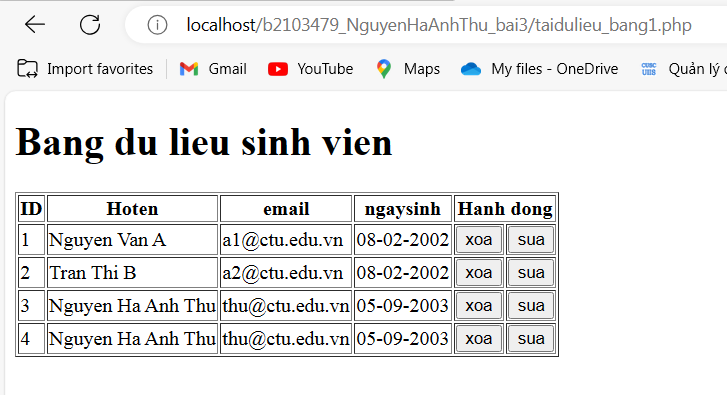 localhost/b2103479_NguyenHaAnhThu_bai3/taidulieu_bang1.php
Import favorites Gmail YouTube Maps My files - OneDrive CUSC UIIS Quản lý
Bang du lieu sinh vien
ID Hoten email ngaysinh Hanh dong
1 Nguyen Van A a1@ctu.edu.vn 08-02-2002 xoa sua
2 Tran Thi B a2@ctu.edu.vn 08-02-2002 xoa sua
3 Nguyen Ha Anh Thu thu@ctu.edu.vn 05-09-2003 xoa sua
4 Nguyen Ha Anh Thu thu@ctu.edu.vn 05-09-2003 xoa sua